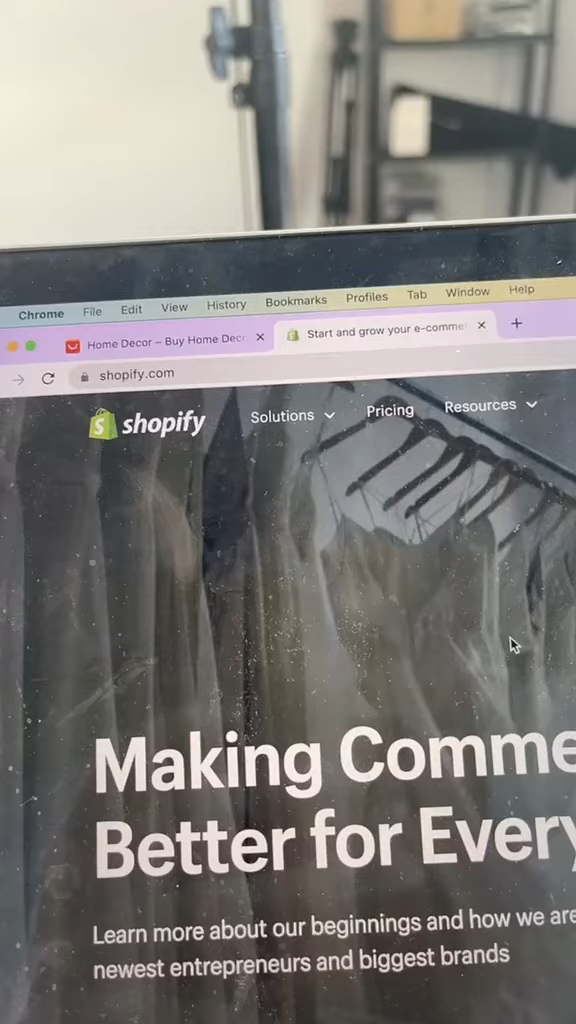 Chrome File Edit View History Bookmarks Profiles Tab Window Help
Home Decor – Buy Home Deco
Start and grow your e-comme
shopify.com
shopify Solutions Pricing Resources
Making Comme
Better for Every
Learn more about our beginnings and how we are
newest entrepreneurs and biggest brands